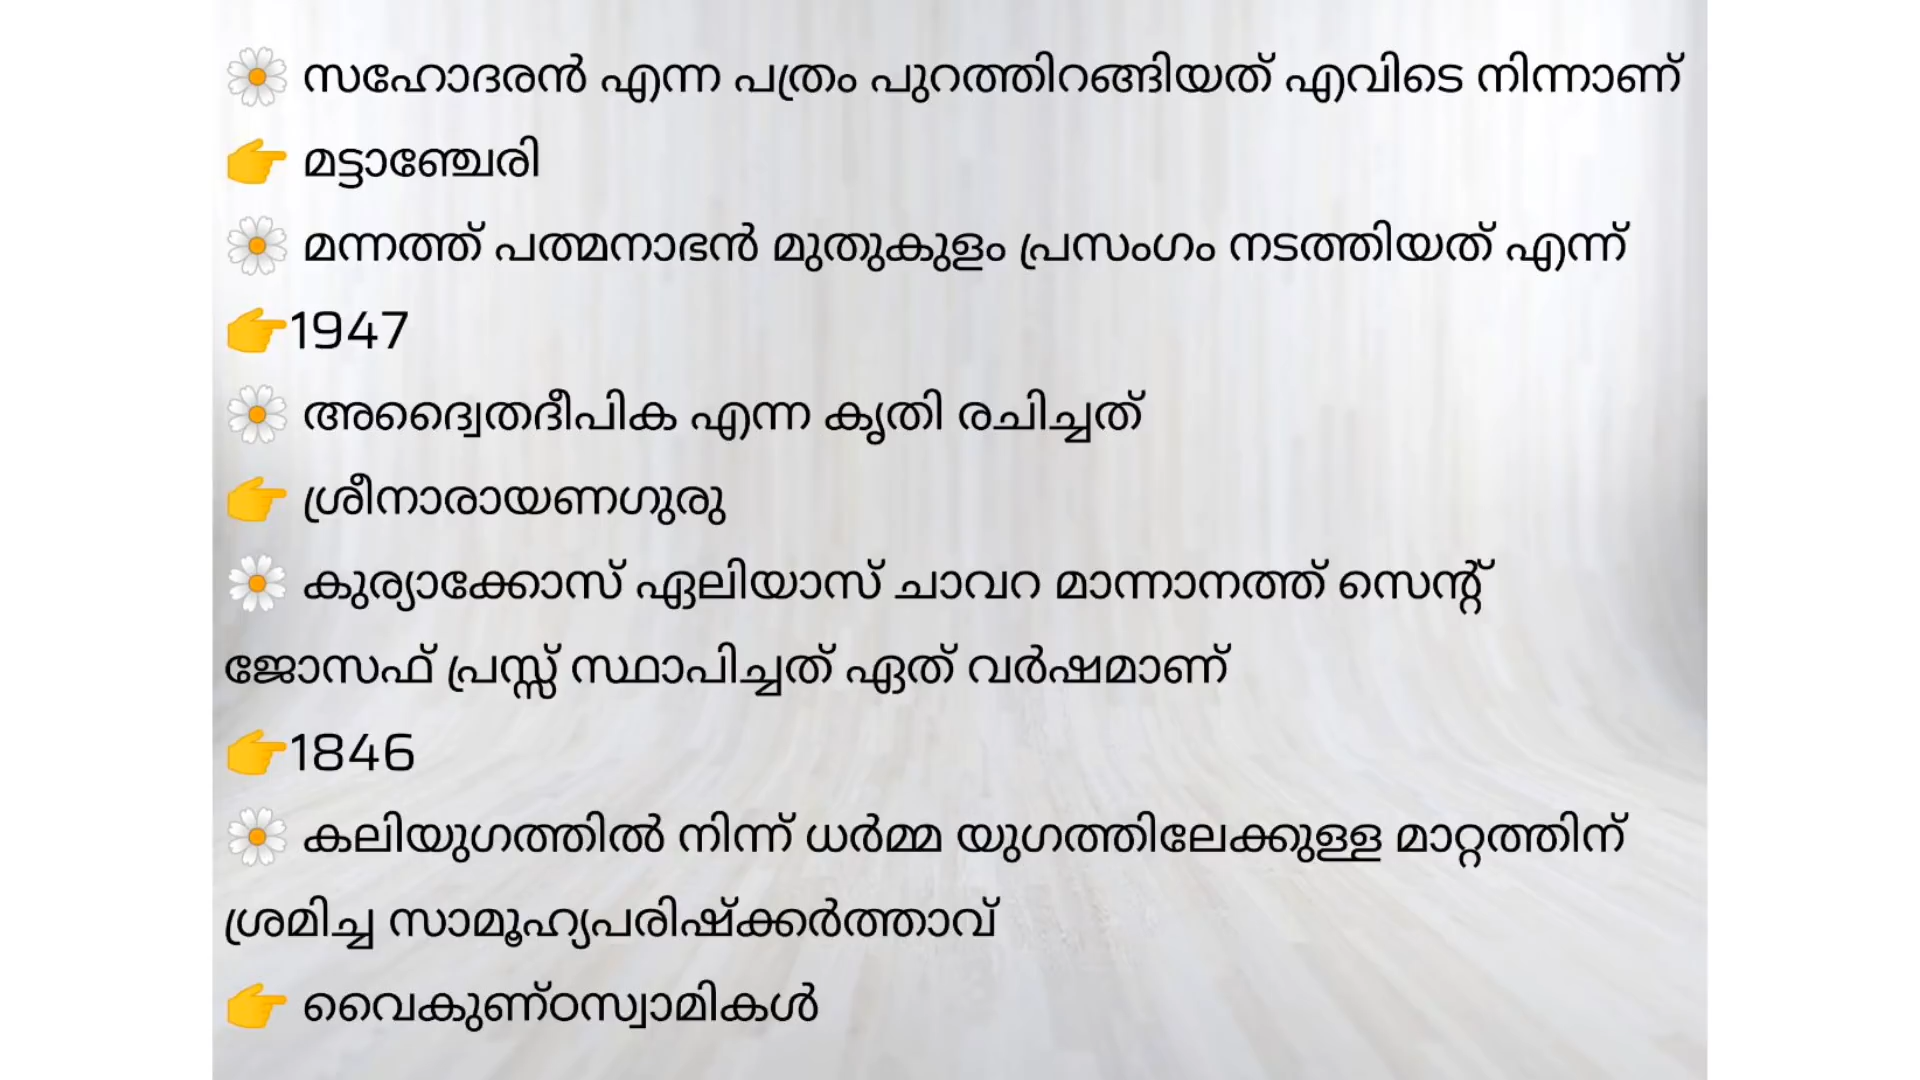 🌼 സഹോദരൻ എന്ന പത്രം പുറത്തിറങ്ങിയത് എവിടെ നിന്നാണ്
👉 മട്ടാഞ്ചേരി
🌼 മന്നത്ത് പത്മനാഭൻ മുതുകുളം പ്രസംഗം നടത്തിയത് എന്ന്
👉1947
🌼 അദ്വൈതദീപിക എന്ന കൃതി രചിച്ചത്
👉 ശ്രീനാരായണഗുരു
🌼 കുര്യാക്കോസ് ഏലിയാസ് ചാവറ മാന്നാനത്ത് സെന്റ്
ജോസഫ് പ്രസ്സ് സ്ഥാപിച്ചത് ഏത് വർഷമാണ്
👉1846
🌼 കലിയുഗത്തിൽ നിന്ന് ധർമ്മ യുഗത്തിലേക്കുള്ള മാറ്റത്തിന്
ശ്രമിച്ച സാമൂഹ്യപരിഷ്ക്കർത്താവ്
👉 വൈകുണ്ഠസ്വാമികൾ